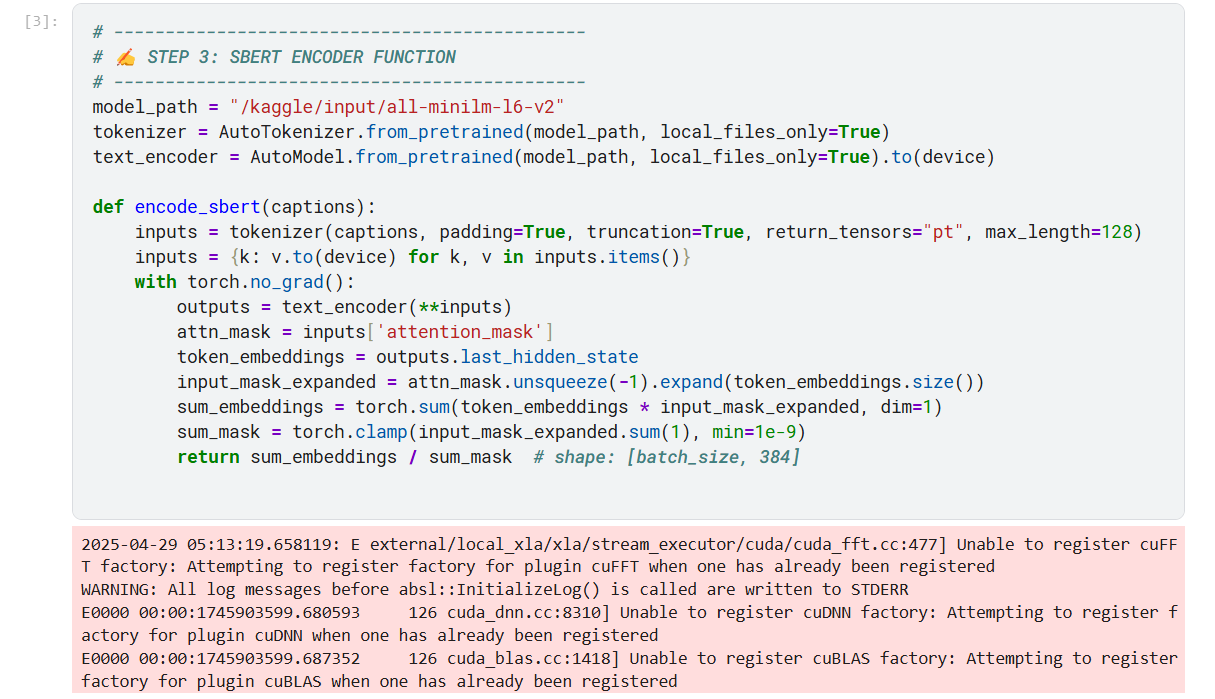 [3]:
# ----------------------------------------------
# ✍️ STEP 3: SBERT ENCODER FUNCTION
# ----------------------------------------------
model_path = "/kaggle/input/all-minilm-l6-v2"
tokenizer = AutoTokenizer.from_pretrained(model_path, local_files_only=True)
text_encoder = AutoModel.from_pretrained(model_path, local_files_only=True).to(device)

def encode_sbert(captions):
    inputs = tokenizer(captions, padding=True, truncation=True, return_tensors="pt", max_length=128)
    inputs = {k: v.to(device) for k, v in inputs.items()}
    with torch.no_grad():
        outputs = text_encoder(**inputs)
        attn_mask = inputs['attention_mask']
        token_embeddings = outputs.last_hidden_state
        input_mask_expanded = attn_mask.unsqueeze(-1).expand(token_embeddings.size())
        sum_embeddings = torch.sum(token_embeddings * input_mask_expanded, dim=1)
        sum_mask = torch.clamp(input_mask_expanded.sum(1), min=1e-9)
        return sum_embeddings / sum_mask  # shape: [batch_size, 384]

2025-04-29 05:13:19.658119: E external/local_xla/xla/stream_executor/cuda/cuda_fft.cc:477] Unable to register cuFF
T factory: Attempting to register factory for plugin cuFFT when one has already been registered
WARNING: All log messages before absl::InitializeLog() is called are written to STDERR
E0000 00:00:1745903599.680593     126 cuda_dnn.cc:8310] Unable to register cuDNN factory: Attempting to register f
actory for plugin cuDNN when one has already been registered
E0000 00:00:1745903599.687352     126 cuda_blas.cc:1418] Unable to register cuBLAS factory: Attempting to register
factory for plugin cuBLAS when one has already been registered